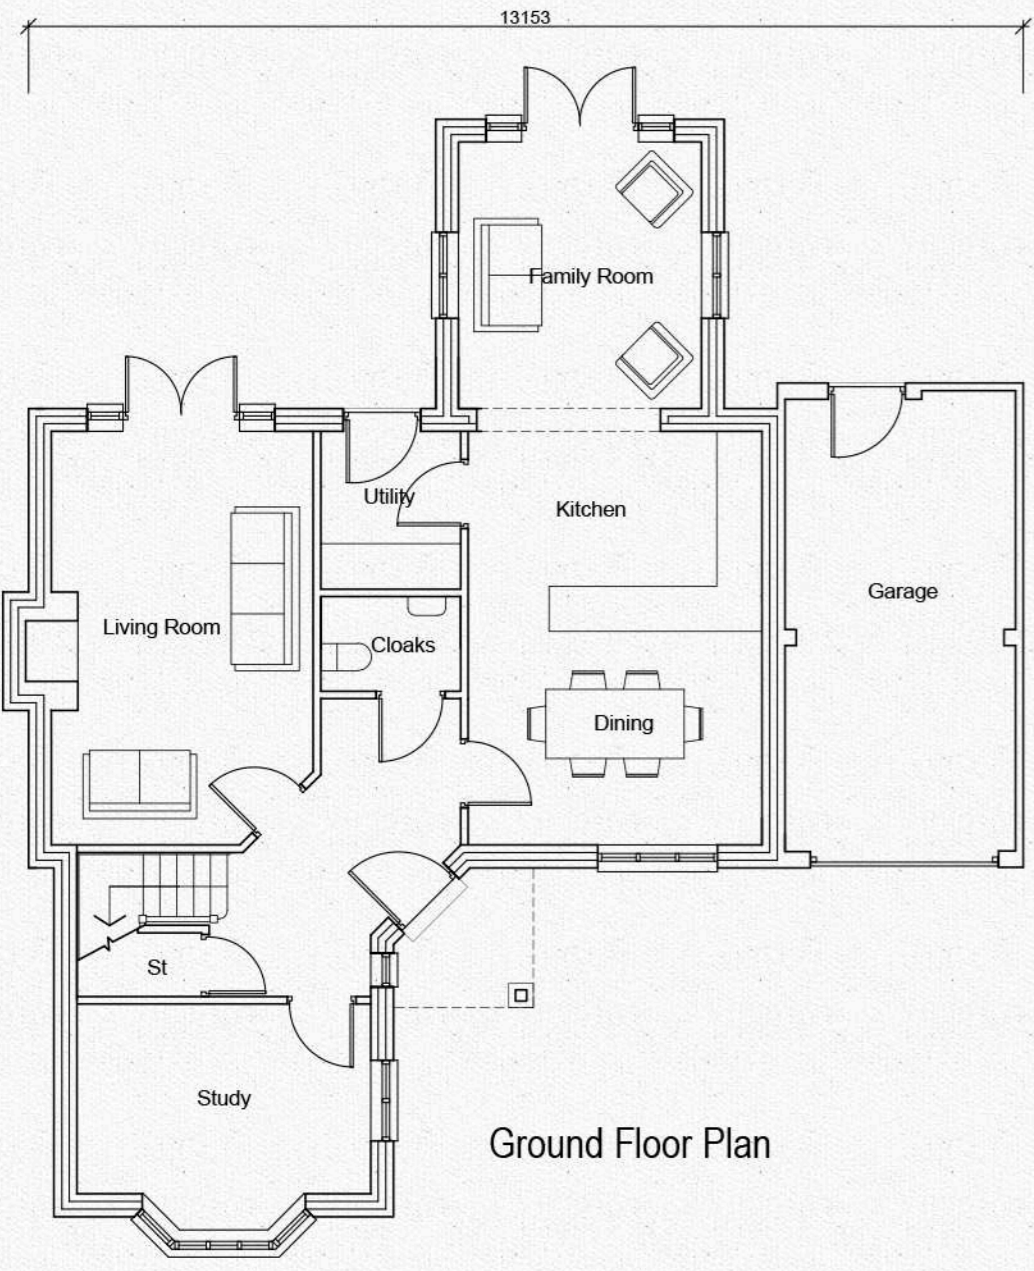 13153
Family Room
Utility
Kitchen
Garage
Living Room
Cloaks
Dining
St
Study
Ground Floor Plan